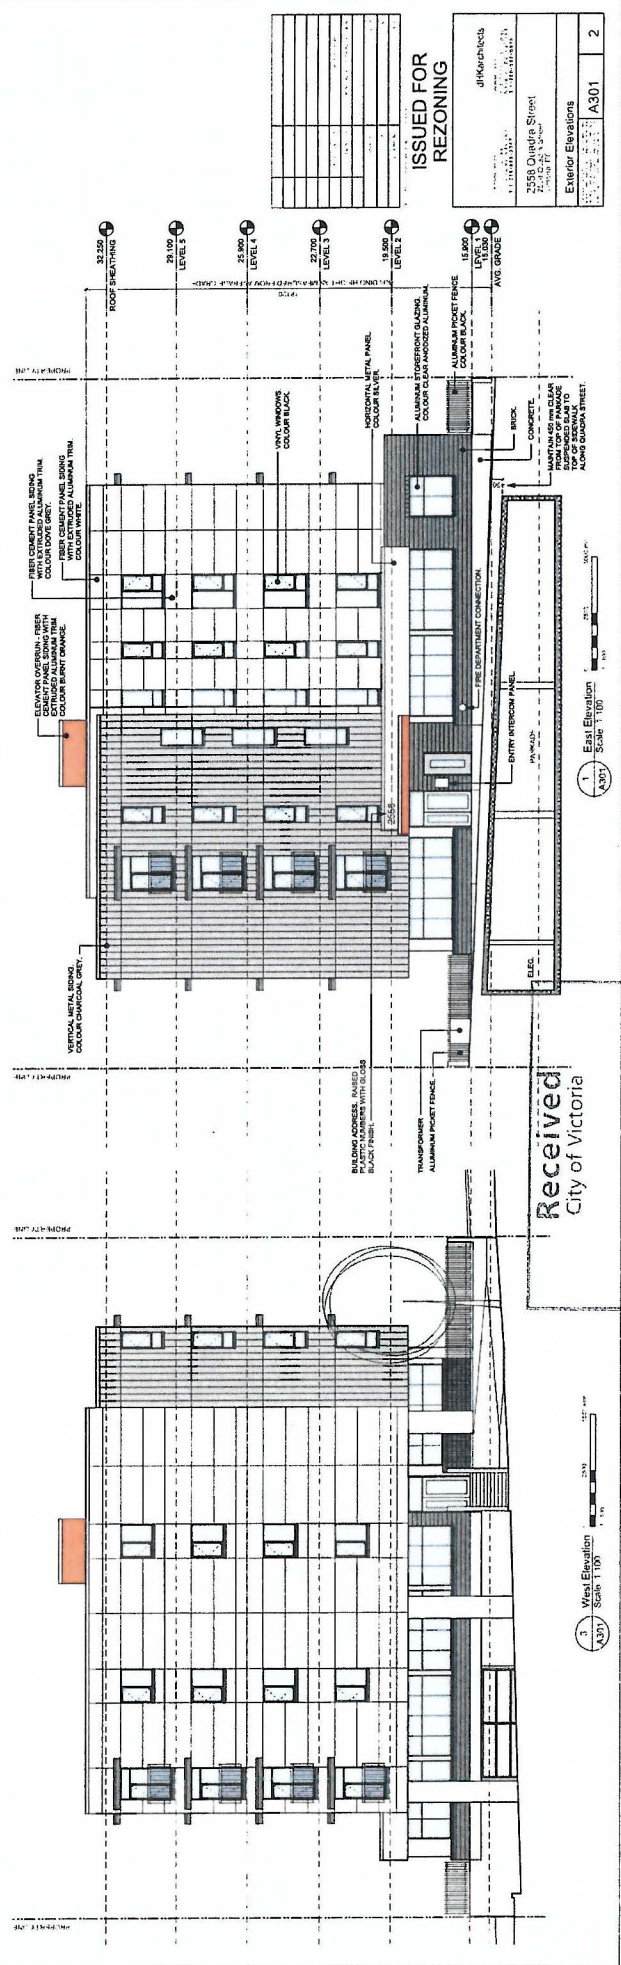 ISSUED FOR
REZONING
dHKarchitects
2558 Quadra Street
Exterior Elevations
A301
2
32.250
ROOF SHEATHING
29.100
LEVEL 5
25.900
LEVEL 4
22.700
LEVEL 3
19.500
LEVEL 2
15.900
LEVEL 1
15.030
AVG. GRADE
PROPERTY LINE
ELEVATOR OVERRUN - FIBER
CEMENT PANEL SIDING WITH
EXTRUDED ALUMINUM TRIM.
COLOUR BURNT ORANGE.
FIBER CEMENT PANEL SIDING
WITH EXTRUDED ALUMINUM TRIM.
COLOUR DOVE GREY.
FIBER CEMENT PANEL SIDING
WITH EXTRUDED ALUMINUM TRIM.
COLOUR WHITE.
VINYL WINDOWS.
COLOUR BLACK.
HORIZONTAL METAL PANEL.
COLOUR SILVER.
ALUMINUM STOREFRONT GLAZING.
COLOUR CLEAR ANODIZED ALUMINUM.
ALUMINUM PICKET FENCE.
COLOUR BLACK.
BRICK.
CONCRETE.
MAINTAIN 450 mm CLEAR
FROM TOP OF PARKADE
SUSPENDED SLAB TO
TOP OF SIDEWALK
ALONG QUADRA STREET.
FIRE DEPARTMENT CONNECTION.
ENTRY INTERCOM PANEL.
PARKADE
ELEC.
2558
VERTICAL METAL SIDING.
COLOUR CHARCOAL GREY.
BUILDING ADDRESS. RAISED
PLASTIC NUMBERS WITH GLOSS
BLACK FINISH.
TRANSFORMER
ALUMINUM PICKET FENCE.
PROPERTY LINE
1
A301
East Elevation
Scale 1:100
Received
City of Victoria
PROPERTY LINE
3
A301
West Elevation
Scale 1:100
PROPERTY LINE